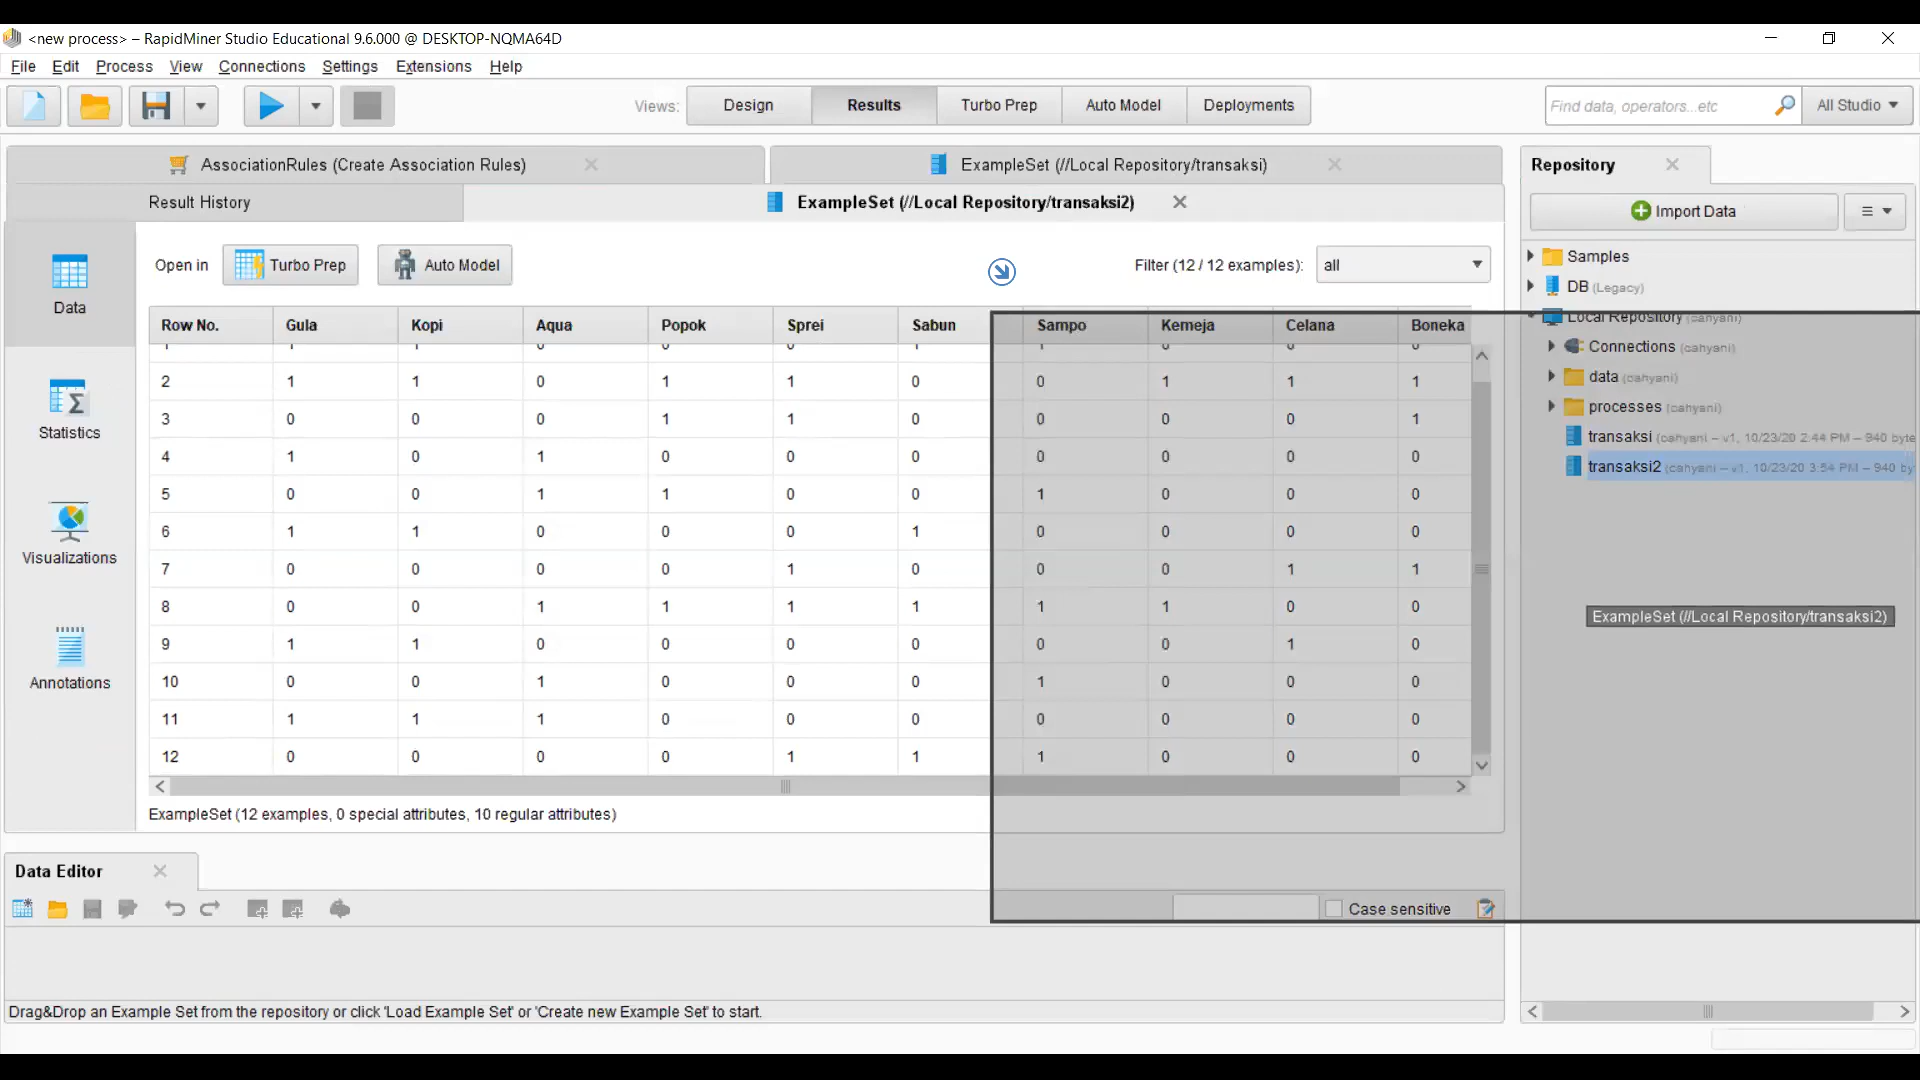 <new process> – RapidMiner Studio Educational 9.6.000 @ DESKTOP-NQMA64D
File Edit Process View Connections Settings Extensions Help
Views: Design Results Turbo Prep Auto Model Deployments
Find data, operators...etc All Studio
AssociationRules (Create Association Rules) ExampleSet (//Local Repository/transaksi)
Result History ExampleSet (//Local Repository/transaksi2)
Open in Turbo Prep Auto Model Filter (12 / 12 examples): all
Row No. Gula Kopi Aqua Popok Sprei Sabun Sampo Kemeja Celana Boneka
1 1 1 0 0 0 1 1 0 0 0
2 1 1 0 1 1 0 0 1 1 1
3 0 0 0 1 1 0 0 0 0 1
4 1 0 1 0 0 0 0 0 0 0
5 0 0 1 1 0 0 1 0 0 0
6 1 1 0 0 0 1 0 0 0 0
7 0 0 0 0 1 0 0 0 1 1
8 0 0 1 1 1 1 1 1 0 0
9 1 1 0 0 0 0 0 0 1 0
10 0 0 1 0 0 0 1 0 0 0
11 1 1 1 0 0 0 0 0 0 0
12 0 0 0 0 1 1 1 0 0 0
ExampleSet (12 examples, 0 special attributes, 10 regular attributes)
Data
Statistics
Visualizations
Annotations
Repository
Import Data
Samples
DB (Legacy)
Local Repository (cahyani)
Connections (cahyani)
data (cahyani)
processes (cahyani)
transaksi (cahyani – v1, 10/23/20 2:44 PM – 940 byte
transaksi2 (cahyani – v1, 10/23/20 3:54 PM – 940 by
ExampleSet (//Local Repository/transaksi2)
Data Editor
Case sensitive
Drag&Drop an Example Set from the repository or click 'Load Example Set' or 'Create new Example Set' to start.